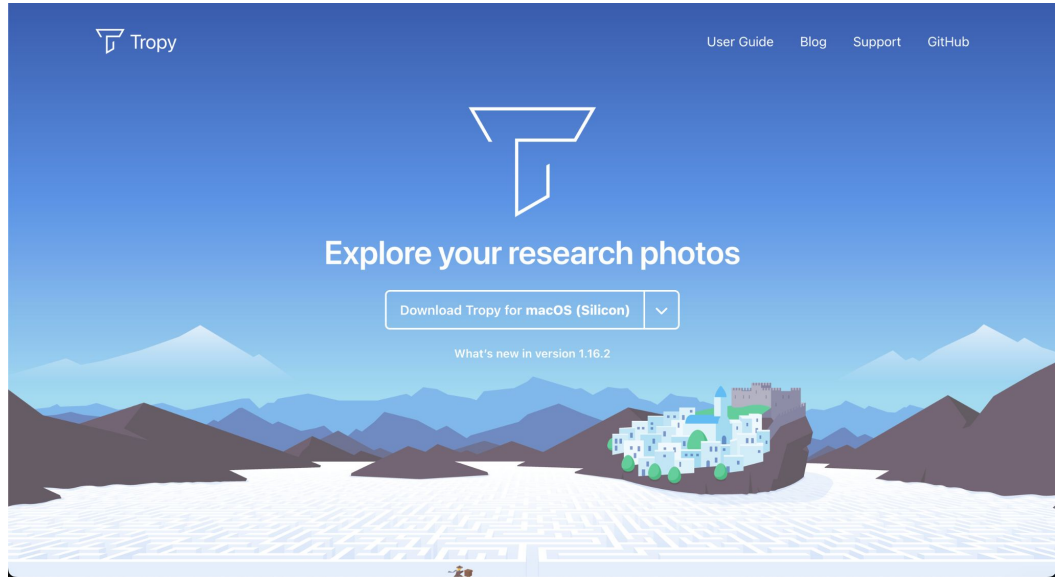 Tropy
User Guide Blog Support GitHub
Explore your research photos
Download Tropy for macOS (Silicon)
What's new in version 1.16.2